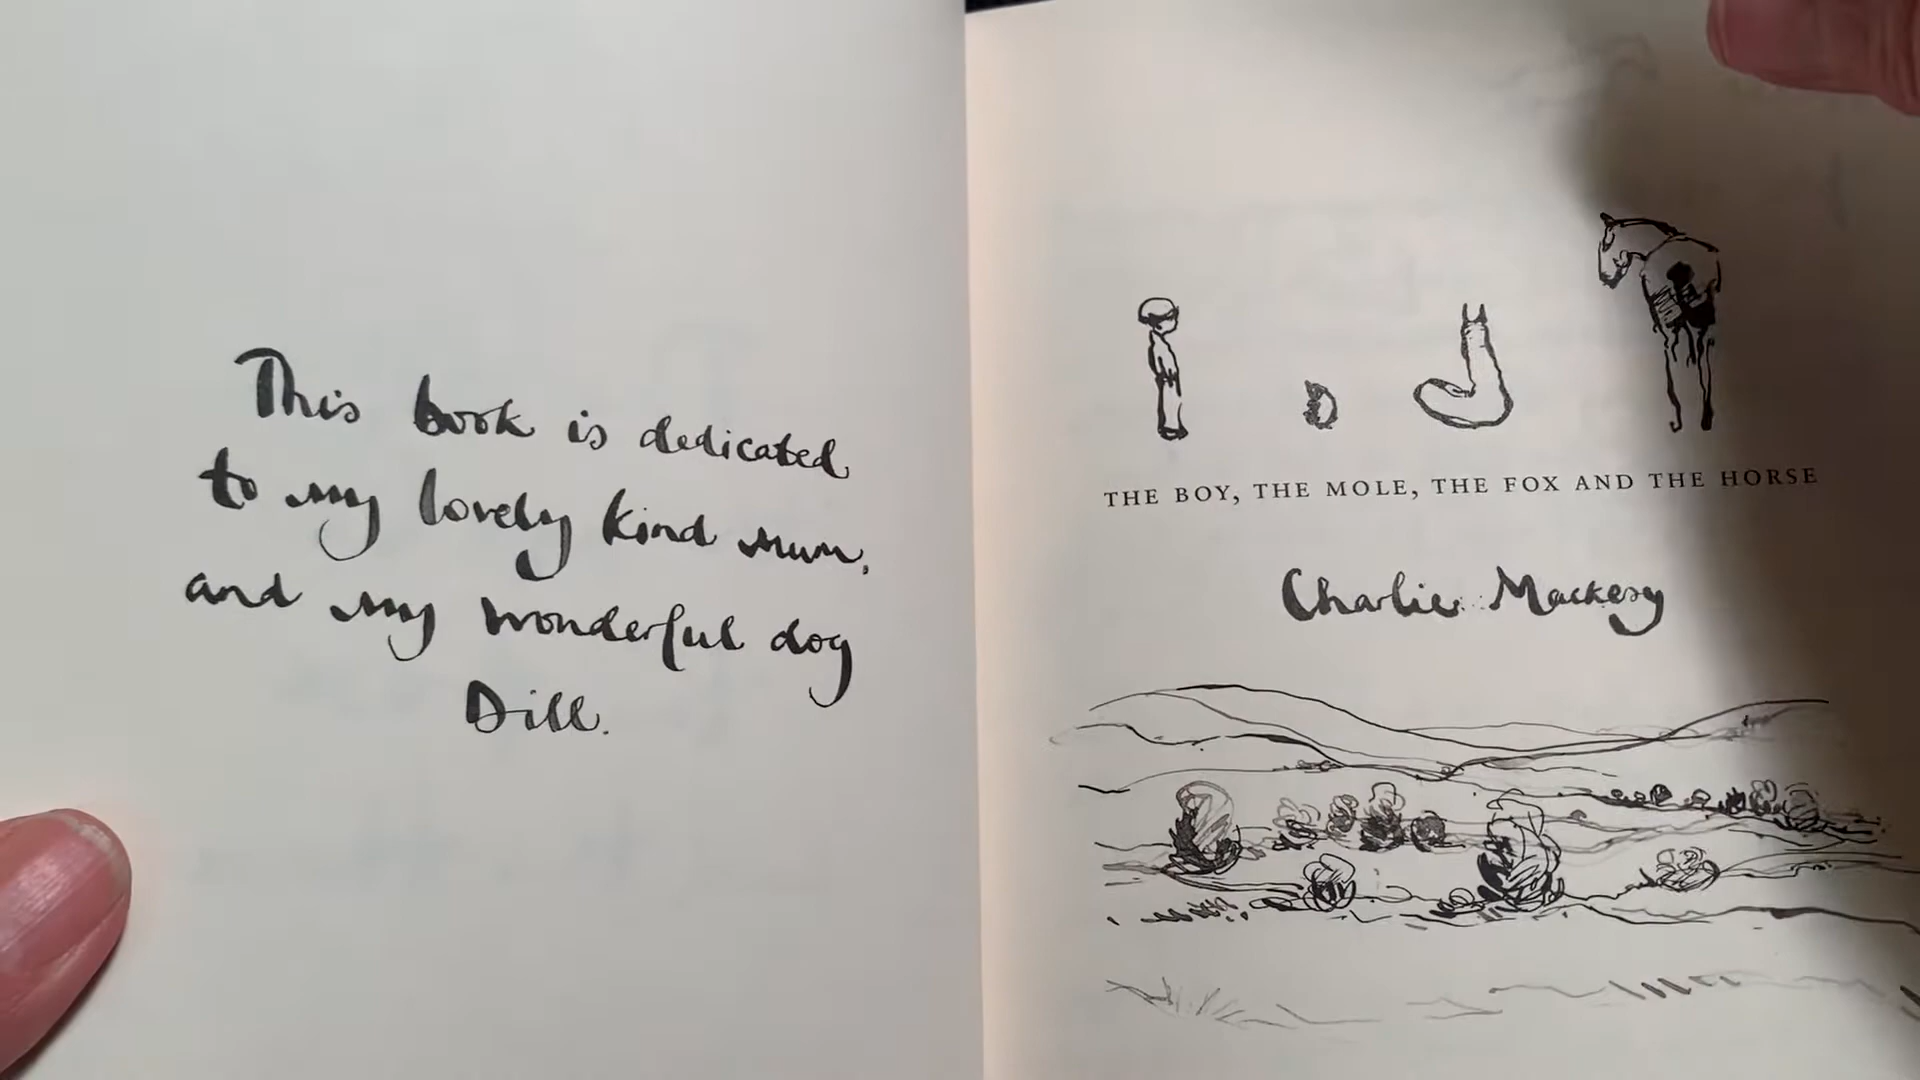 This book is dedicated
to my lovely kind mum,
and my wonderful dog
Dill.
THE BOY, THE MOLE, THE FOX AND THE HORSE
Charlie Mackesy